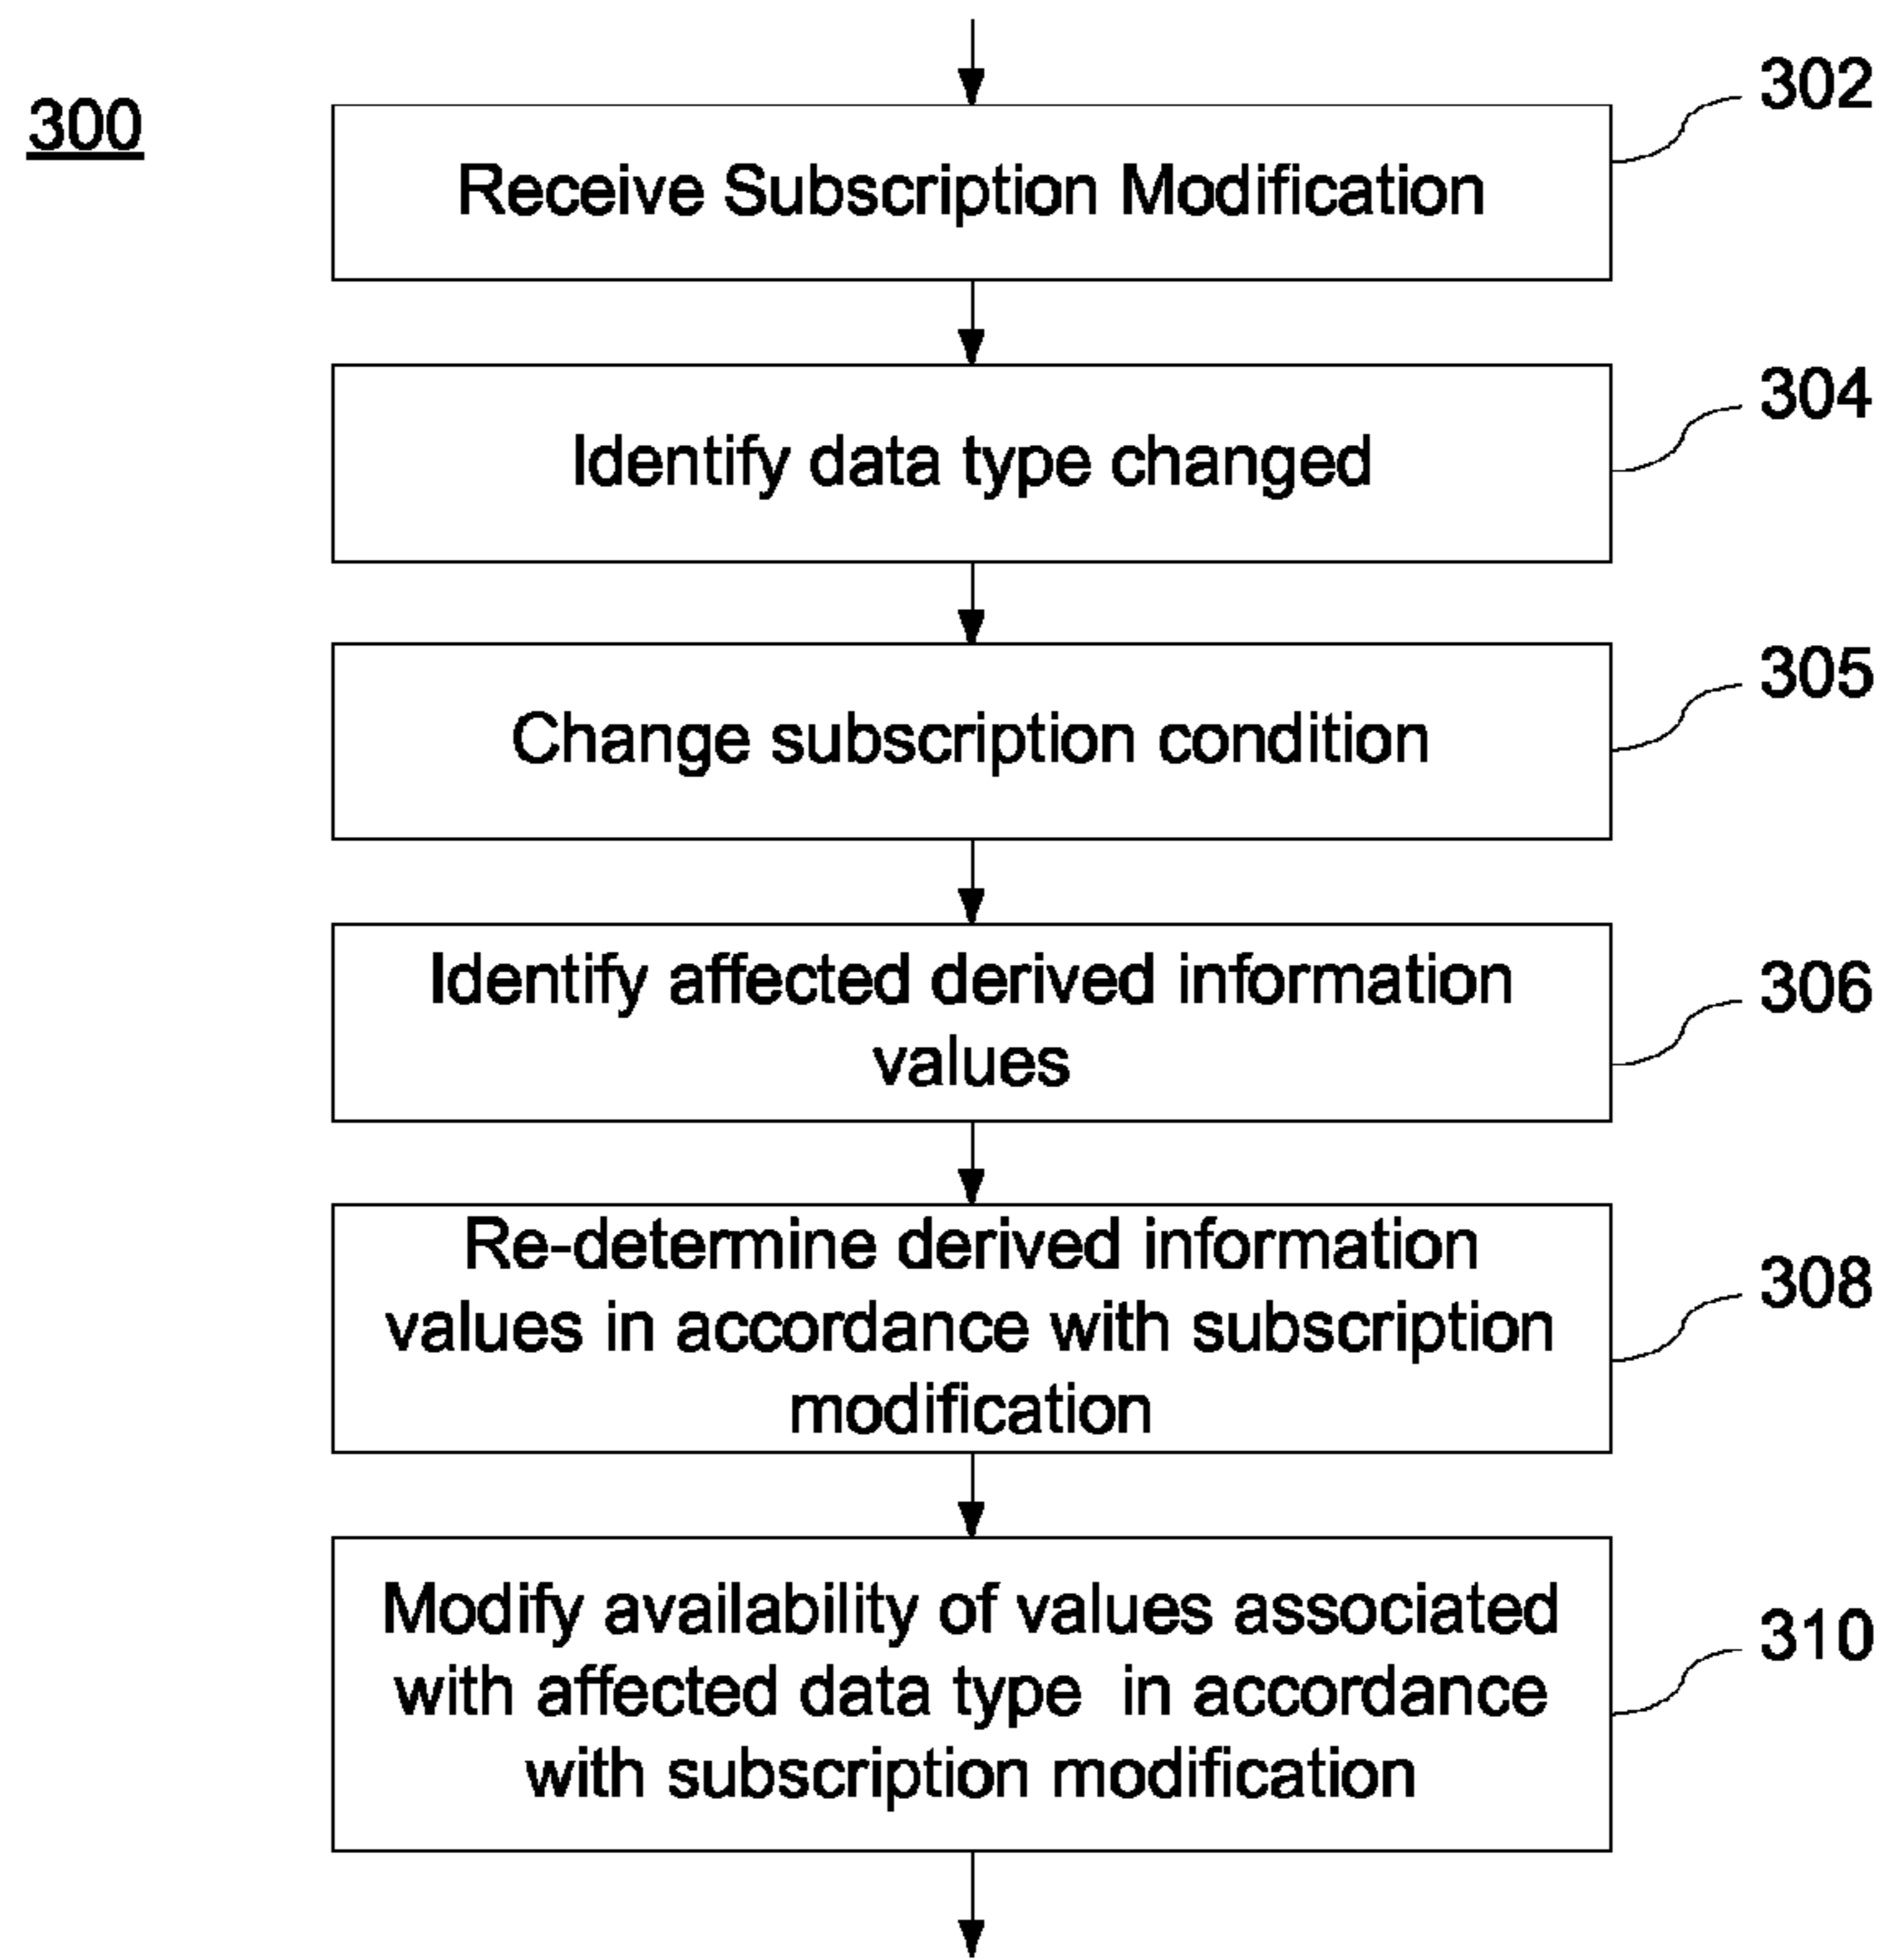 300
302
Receive Subscription Modification
304
Identify data type changed
305
Change subscription condition
306
Identify affected derived information
values
308
Re-determine derived information
values in accordance with subscription
modification
310
Modify availability of values associated
with affected data type in accordance
with subscription modification